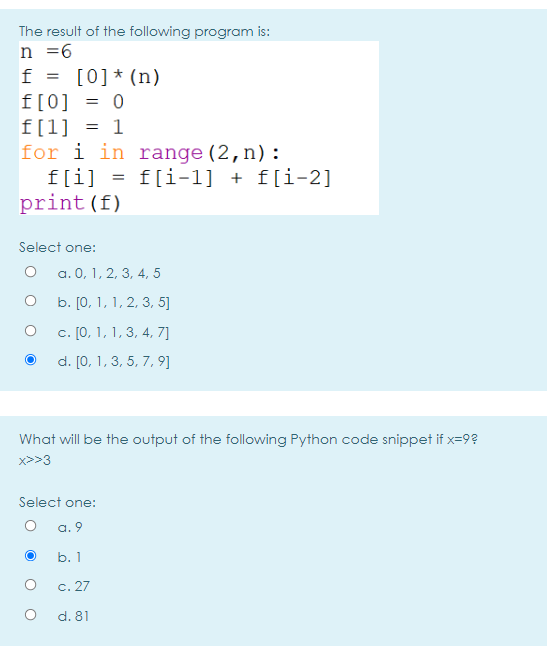 The result of the following program is:
n =6
f = [0]*(n)
f[0] = 0
f[1] = 1
for i in range(2,n):
f[i] = f[i-1] + f[i-2]
print(f)
Select one:
a. 0, 1, 2, 3, 4, 5
b. [0, 1, 1, 2, 3, 5]
c. [0, 1, 1, 3, 4, 7]
d. [0, 1, 3, 5, 7, 9]
What will be the output of the following Python code snippet if x=9?
x>>3
Select one:
a. 9
b. 1
c. 27
d. 81